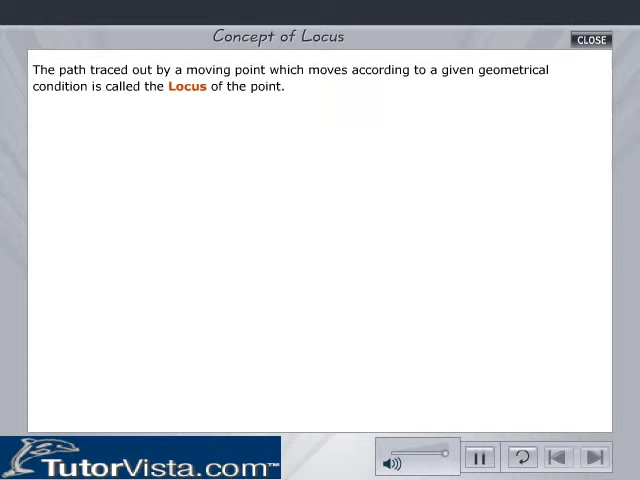 Concept of Locus
CLOSE
The path traced out by a moving point which moves according to a given geometrical
condition is called the Locus of the point.
TutorVista.com™